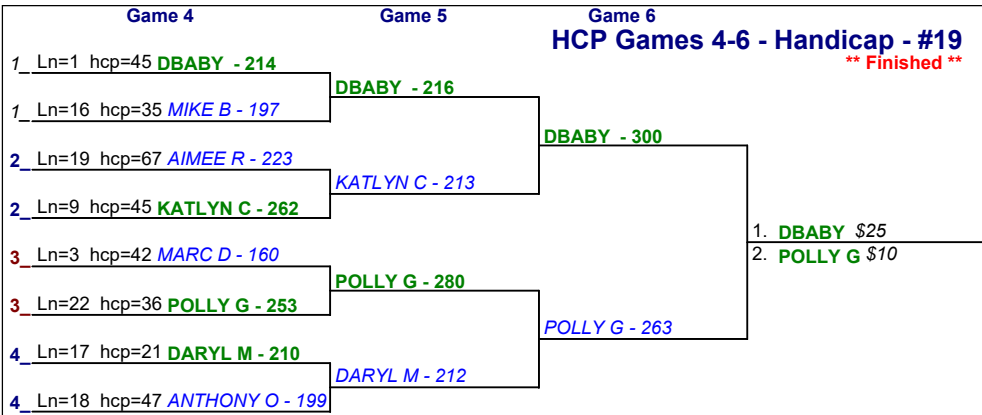 Game 4 Game 5 Game 6
HCP Games 4-6 - Handicap - #19
** Finished **
1_ Ln=1 hcp=45 DBABY - 214
DBABY - 216
1_ Ln=16 hcp=35 MIKE B - 197
DBABY - 300
2_ Ln=19 hcp=67 AIMEE R - 223
KATLYN C - 213
2_ Ln=9 hcp=45 KATLYN C - 262
1. DBABY $25
2. POLLY G $10
3_ Ln=3 hcp=42 MARC D - 160
POLLY G - 280
3_ Ln=22 hcp=36 POLLY G - 253
POLLY G - 263
4_ Ln=17 hcp=21 DARYL M - 210
DARYL M - 212
4_ Ln=18 hcp=47 ANTHONY O - 199